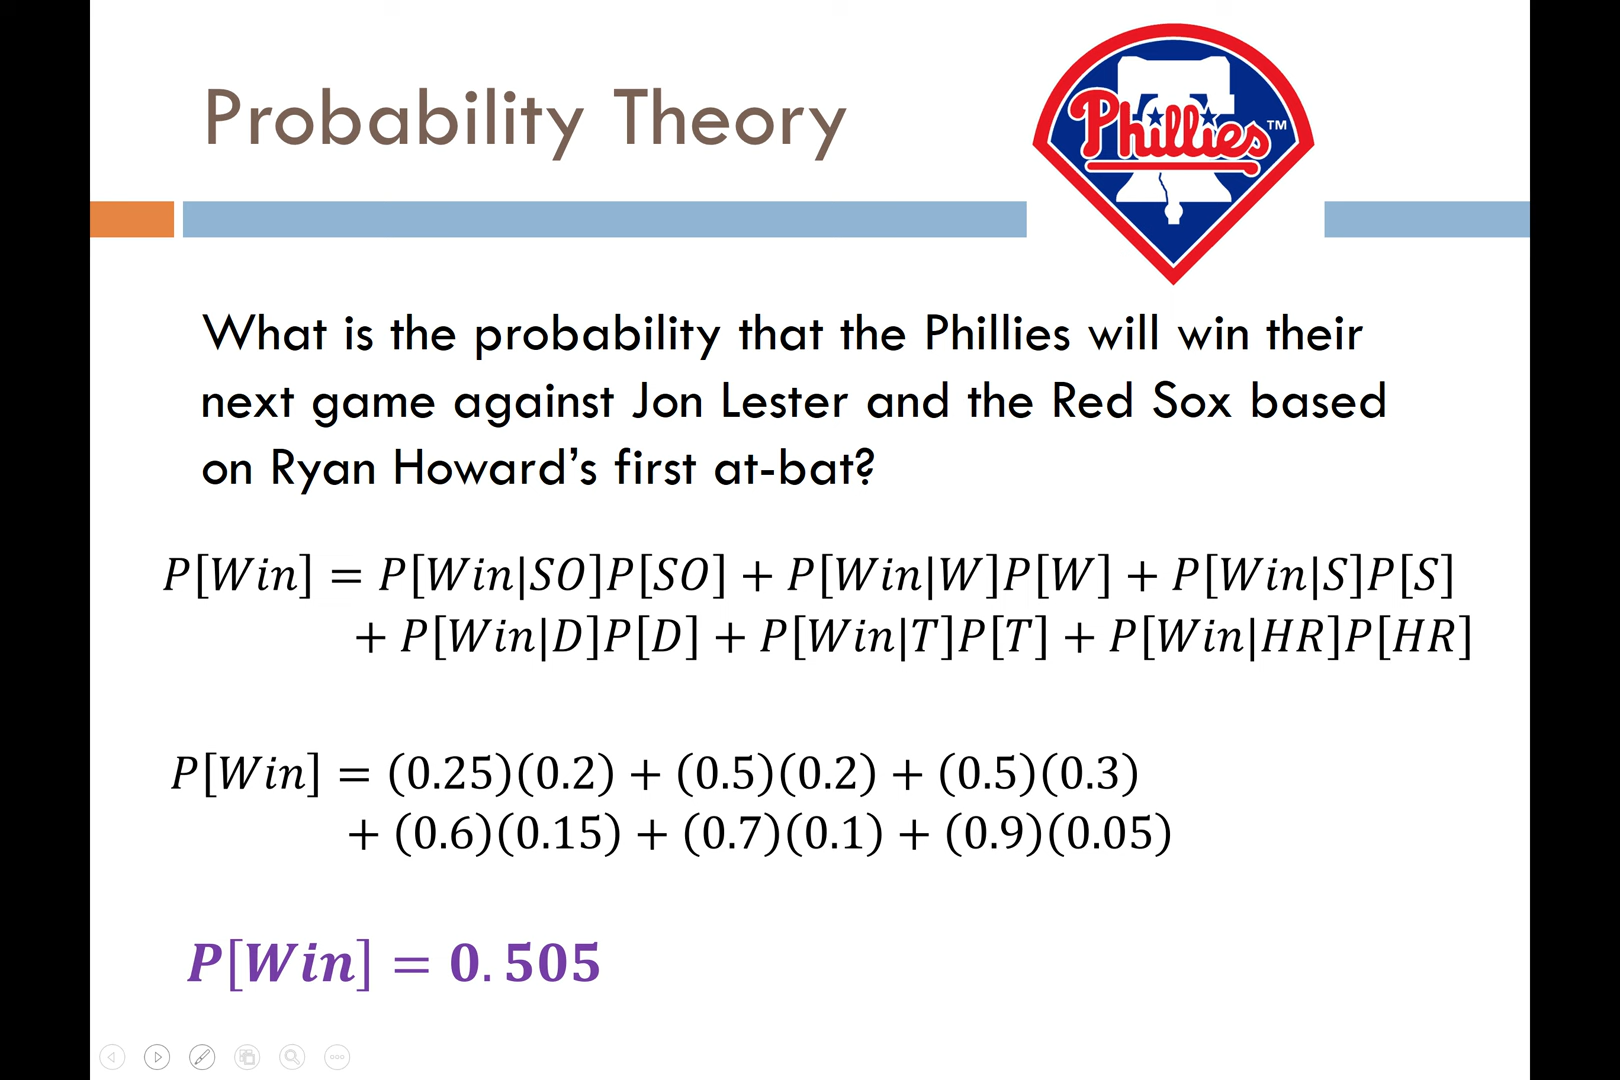 Probability Theory
Phillies™
What is the probability that the Phillies will win their
next game against Jon Lester and the Red Sox based
on Ryan Howard’s first at-bat?
P[Win] = P[Win|SO]P[SO] + P[Win|W]P[W] + P[Win|S]P[S]
+ P[Win|D]P[D] + P[Win|T]P[T] + P[Win|HR]P[HR]
P[Win] = (0.25)(0.2) + (0.5)(0.2) + (0.5)(0.3)
+ (0.6)(0.15) + (0.7)(0.1) + (0.9)(0.05)
P[Win] = 0.505